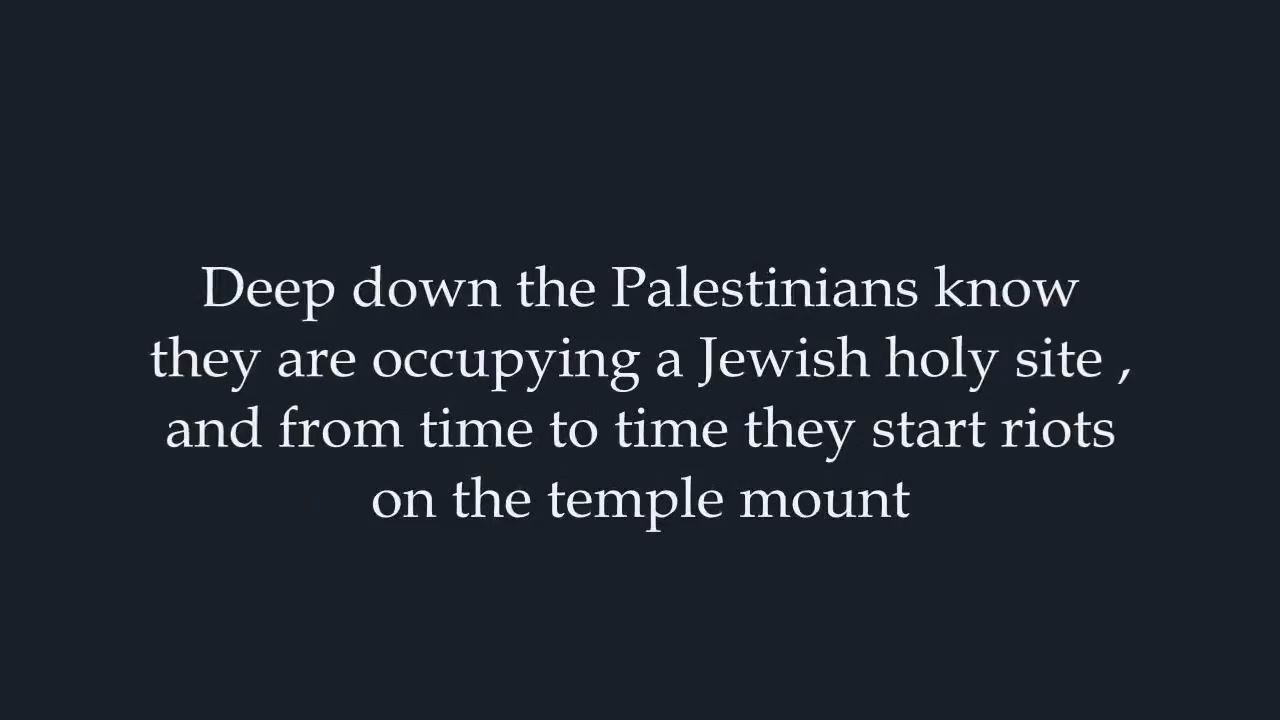 Deep down the Palestinians know
they are occupying a Jewish holy site ,
and from time to time they start riots
on the temple mount